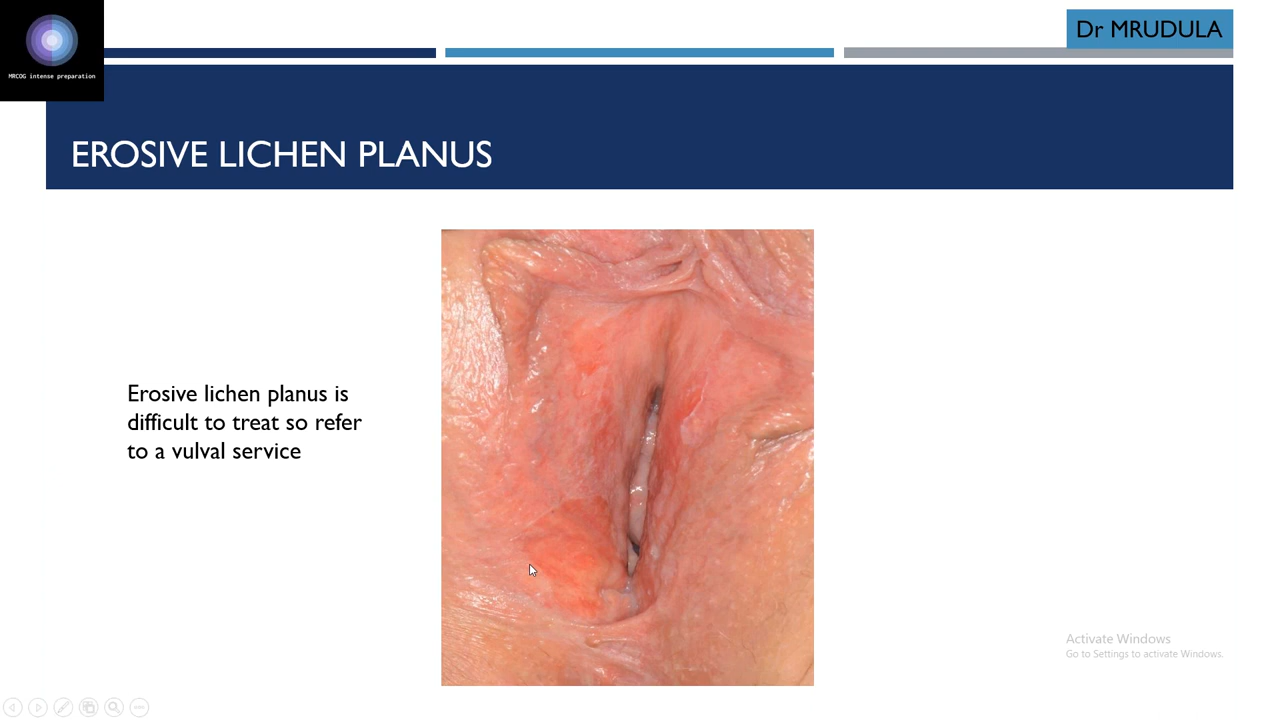 MRCOG intense preparation
Dr MRUDULA
EROSIVE LICHEN PLANUS
Erosive lichen planus is
difficult to treat so refer
to a vulval service
Activate Windows
Go to Settings to activate Windows.